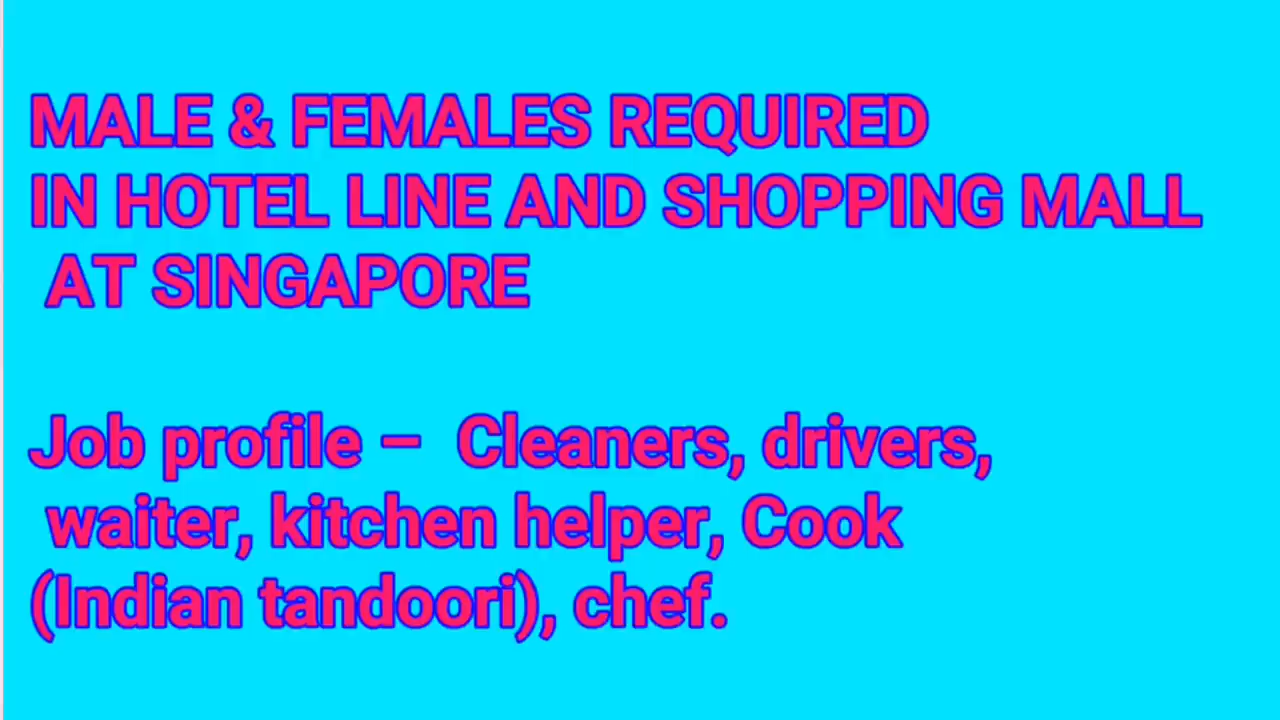 MALE & FEMALES REQUIRED
IN HOTEL LINE AND SHOPPING MALL
AT SINGAPORE
Job profile – Cleaners, drivers,
waiter, kitchen helper, Cook
(Indian tandoori), chef.